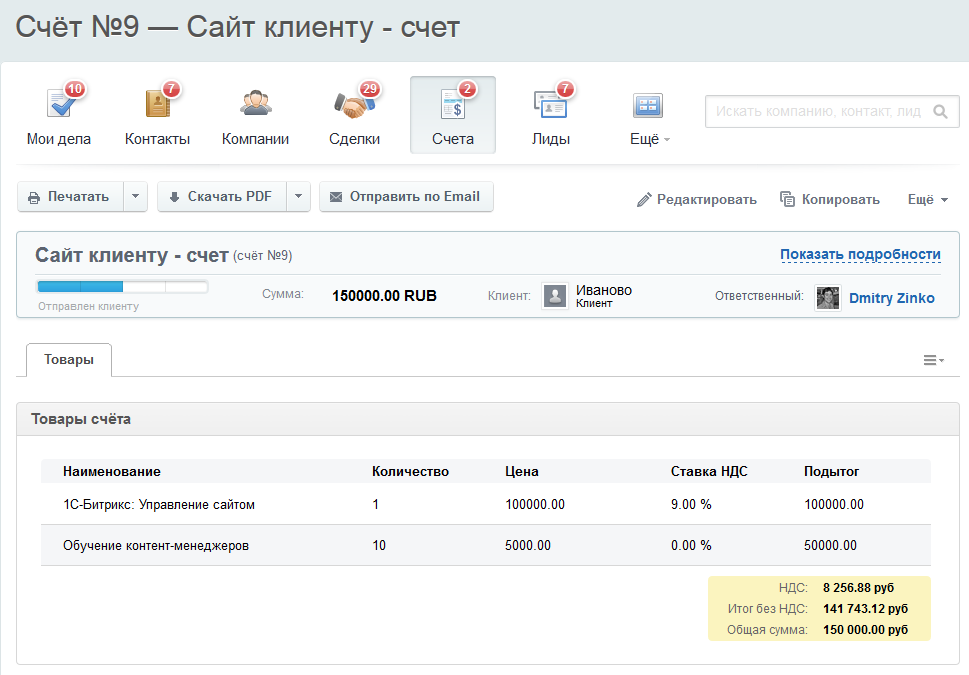 Счёт №9 — Сайт клиенту - счет
10 7 29 2 7
Мои дела Контакты Компании Сделки Счета Лиды Ещё
Искать компанию, контакт, лид
Печатать Скачать PDF Отправить по Email Редактировать Копировать Ещё
Сайт клиенту - счет (счёт №9) Показать подробности
Отправлен клиенту
Сумма: 150000.00 RUB
Клиент: Иваново
Клиент
Ответственный: Dmitry Zinko
Товары
Товары счёта
Наименование Количество Цена Ставка НДС Подытог
1С-Битрикс: Управление сайтом 1 100000.00 9.00 % 100000.00
Обучение контент-менеджеров 10 5000.00 0.00 % 50000.00
НДС: 8 256.88 руб
Итог без НДС: 141 743.12 руб
Общая сумма: 150 000.00 руб